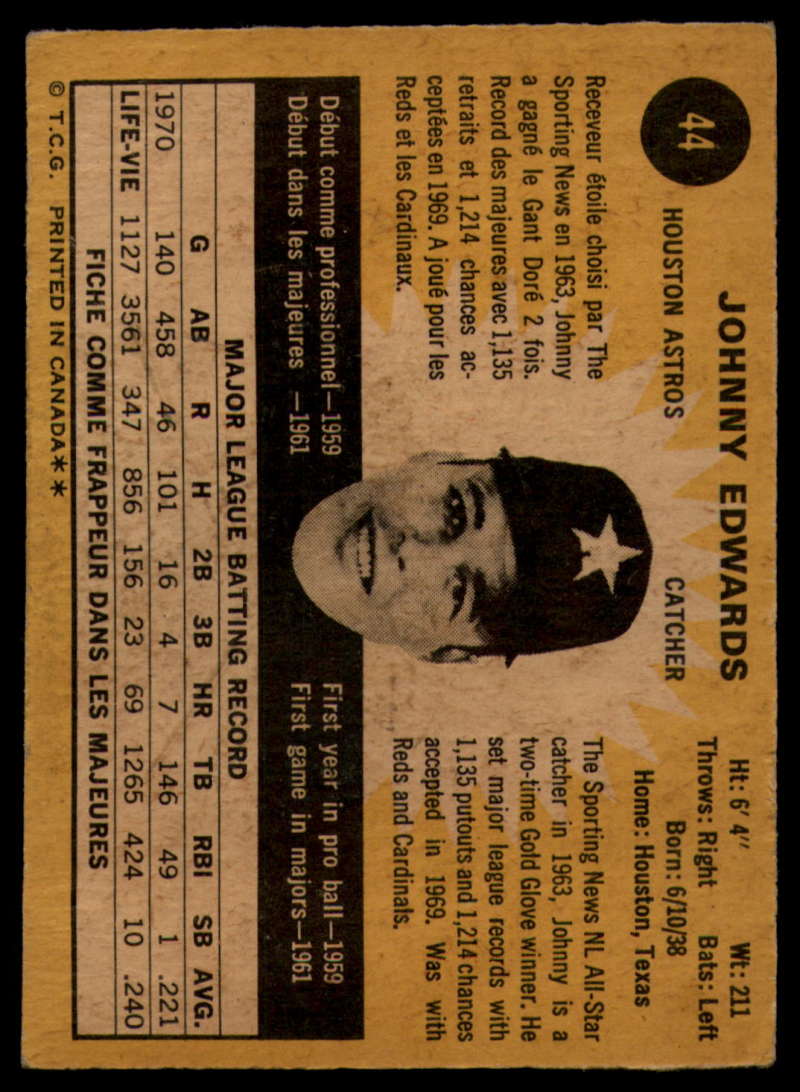 44
JOHNNY EDWARDS
HOUSTON ASTROS CATCHER
Ht: 6' 4" Wt: 211
Throws: Right Bats: Left
Born: 6/10/38
Home: Houston, Texas
Receveur étoile choisi par The
Sporting News en 1963, Johnny
a gagné le Gant Doré 2 fois.
Record des majeures avec 1,135
retraits et 1,214 chances ac-
ceptées en 1969. A joué pour les
Reds et les Cardinaux.
The Sporting News NL All-Star
catcher in 1963, Johnny is a
two-time Gold Glove winner. He
set major league records with
1,135 putouts and 1,214 chances
accepted in 1969. Was with
Reds and Cardinals.
Début comme professionnel—1959
Début dans les majeures —1961
First year in pro ball—1959
First game in majors—1961
MAJOR LEAGUE BATTING RECORD
G AB R H 2B 3B HR TB RBI SB AVG.
1970 140 458 46 101 16 4 7 146 49 1 .221
LIFE-VIE 1127 3561 347 856 156 23 69 1265 424 10 .240
FICHE COMME FRAPPEUR DANS LES MAJEURES
© T.C.G. PRINTED IN CANADA**